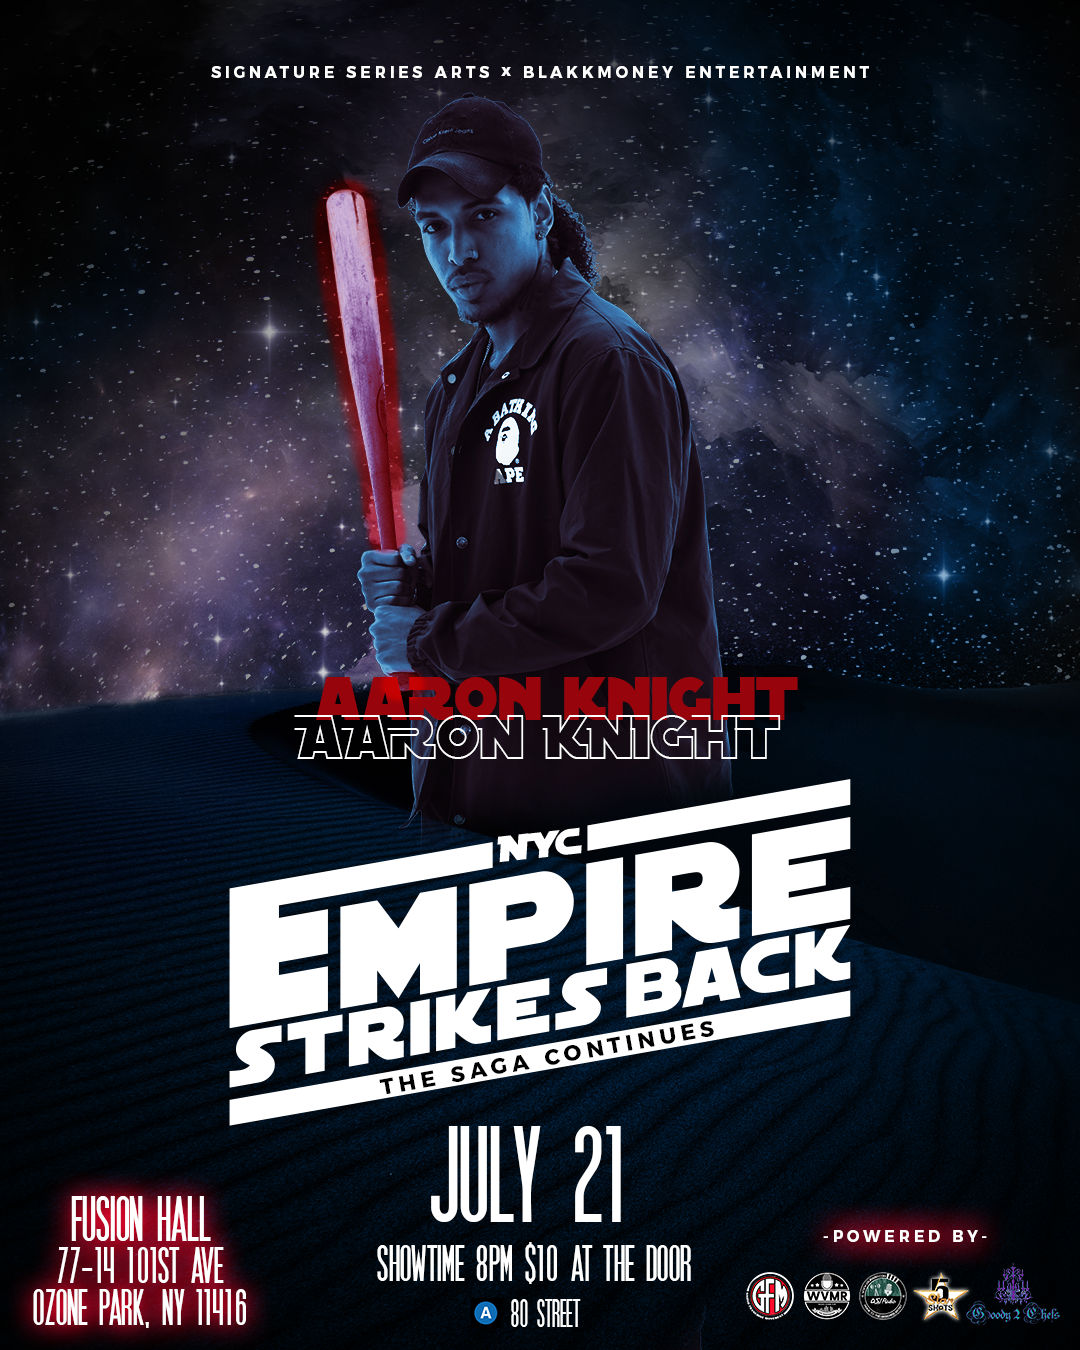 SIGNATURE SERIES ARTS x BLAKKMONEY ENTERTAINMENT
A BATHING
APE
AARON KNIGHT
AARON KNIGHT
NYC
EMPIRE
STRIKES BACK
THE SAGA CONTINUES
JULY 21
SHOWTIME 8PM $10 AT THE DOOR
A 80 STREET
FUSION HALL
77-14 101ST AVE
OZONE PARK, NY 11416
-POWERED BY-
GFM
WVMR
5
SHOTS
Goody 2 Chels